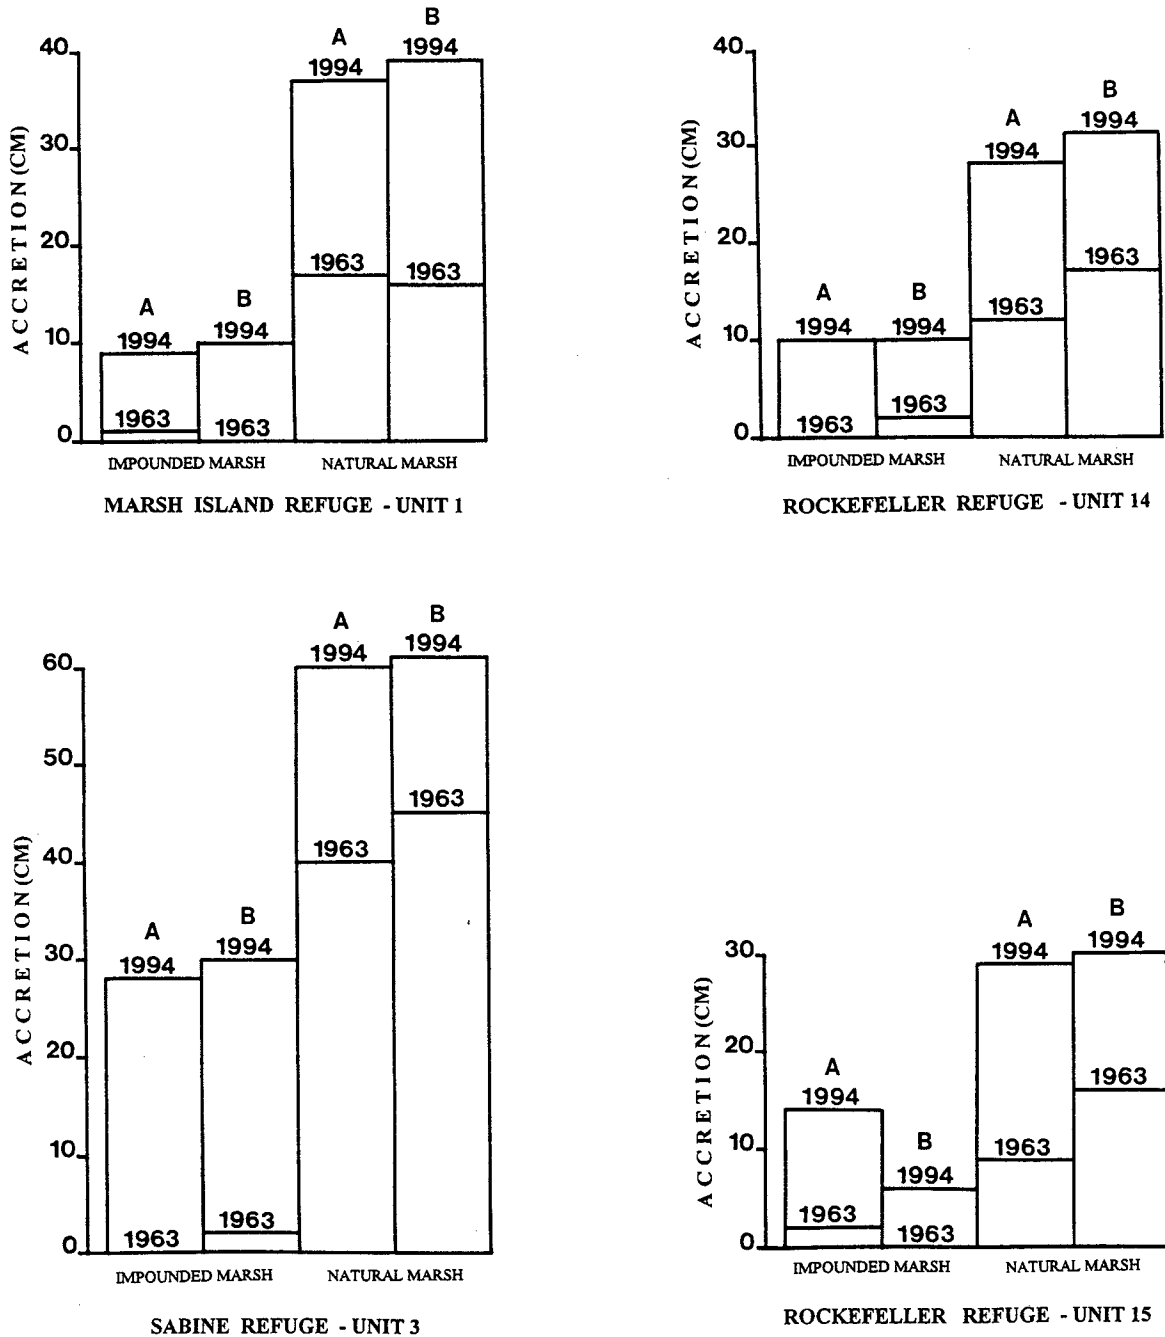 B
A
1994
40
1994
30
ACCRETION (CM)
20
1963
1963
B
A
1994
10
1994
1963
1963
0
IMPOUNDED MARSH
NATURAL MARSH
MARSH ISLAND REFUGE - UNIT 1
40
B
A
1994
30
1994
ACCRETION (CM)
20
1963
A
B
1963
1994
1994
10
1963
1963
0
IMPOUNDED MARSH
NATURAL MARSH
ROCKEFELLER REFUGE - UNIT 14
B
A
1994
1994
60
50
1963
ACCRETION (CM)
40
1963
B
A
1994
1994
30
20
10
1963
1963
0
IMPOUNDED MARSH
NATURAL MARSH
SABINE REFUGE - UNIT 3
B
A
1994
1994
30
ACCRETION (CM)
20
A
1963
1994
B
10
1963
1994
1963
1963
0
IMPOUNDED MARSH
NATURAL MARSH
ROCKEFELLER REFUGE - UNIT 15